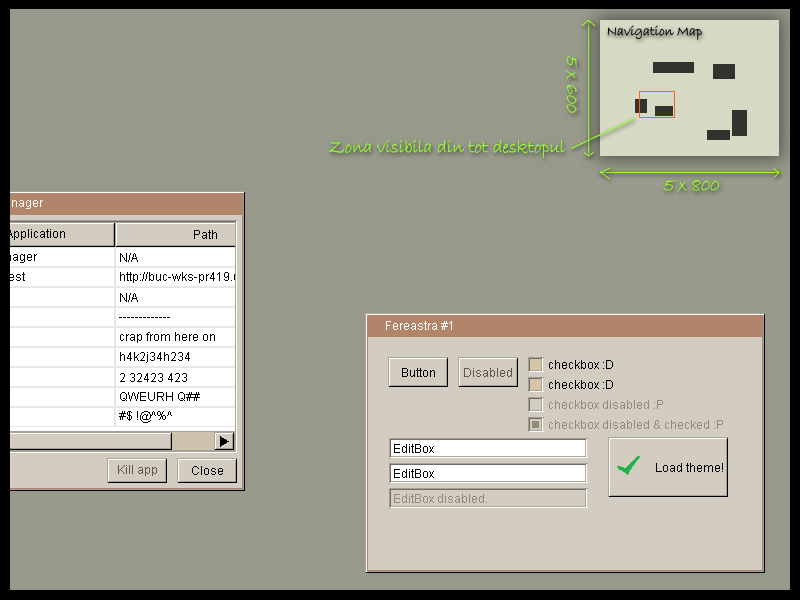 Navigation Map
5 x 600
Zona visibila din tot desktopul
5 x 800
nager
Application
Path
nager
N/A
est
http://buc-wks-pr419.
N/A
-------------
crap from here on
h4k2j34h234
2 32423 423
QWEURH Q##
#$ !@^%^
Kill app
Close
Fereastra #1
Button
Disabled
checkbox :D
checkbox :D
checkbox disabled :P
checkbox disabled & checked :P
EditBox
EditBox
EditBox disabled.
Load theme!